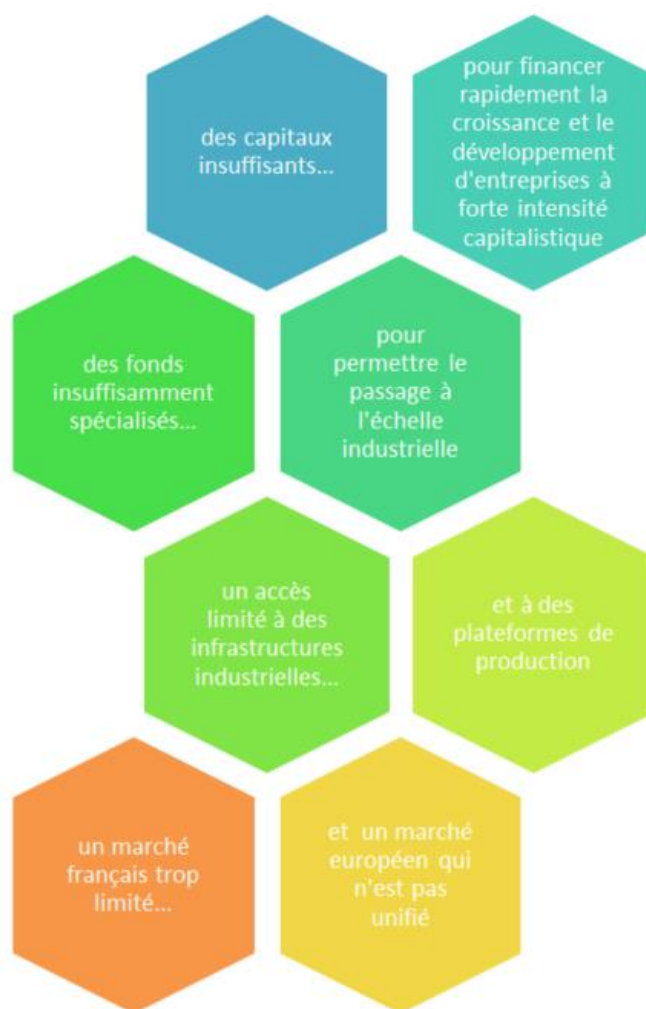 des capitaux
insuffisants...
pour financer
rapidement la
croissance et le
développement
d'entreprises à
forte intensité
capitalistique
des fonds
insuffisamment
spécialisés...
pour
permettre le
passage à
l'échelle
industrielle
un accès
limité à des
infrastructures
industrielles...
et à des
plateformes de
production
un marché
français trop
limité...
et un marché
européen qui
n'est pas
unifié